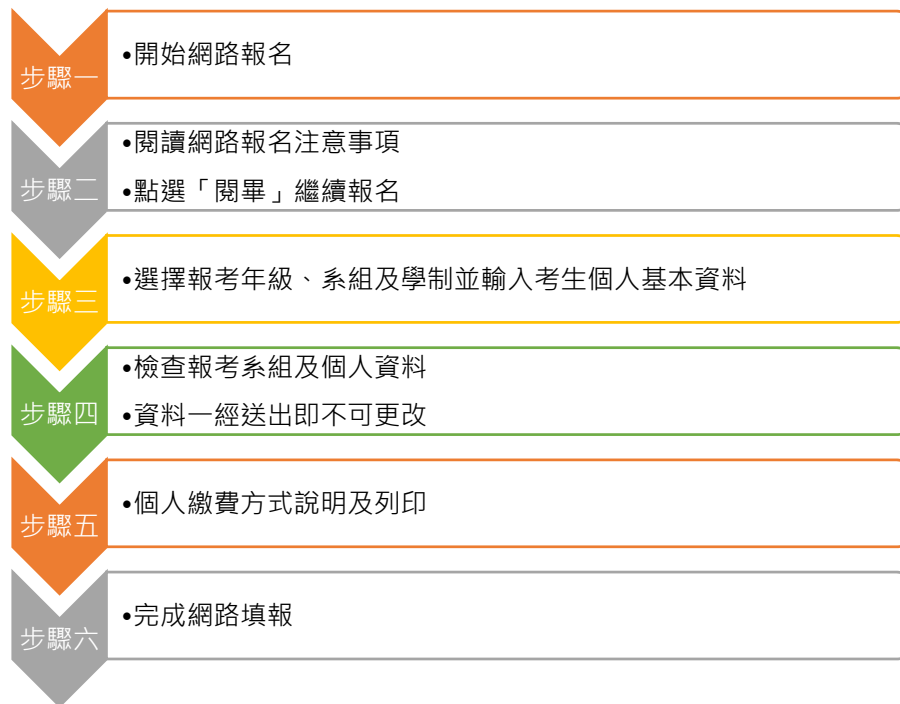 步驟一
•開始網路報名
步驟二
•閱讀網路報名注意事項
•點選「閱畢」繼續報名
步驟三
•選擇報考年級、系組及學制並輸入考生個人基本資料
步驟四
•檢查報考系組及個人資料
•資料一經送出即不可更改
步驟五
•個人繳費方式說明及列印
步驟六
•完成網路填報